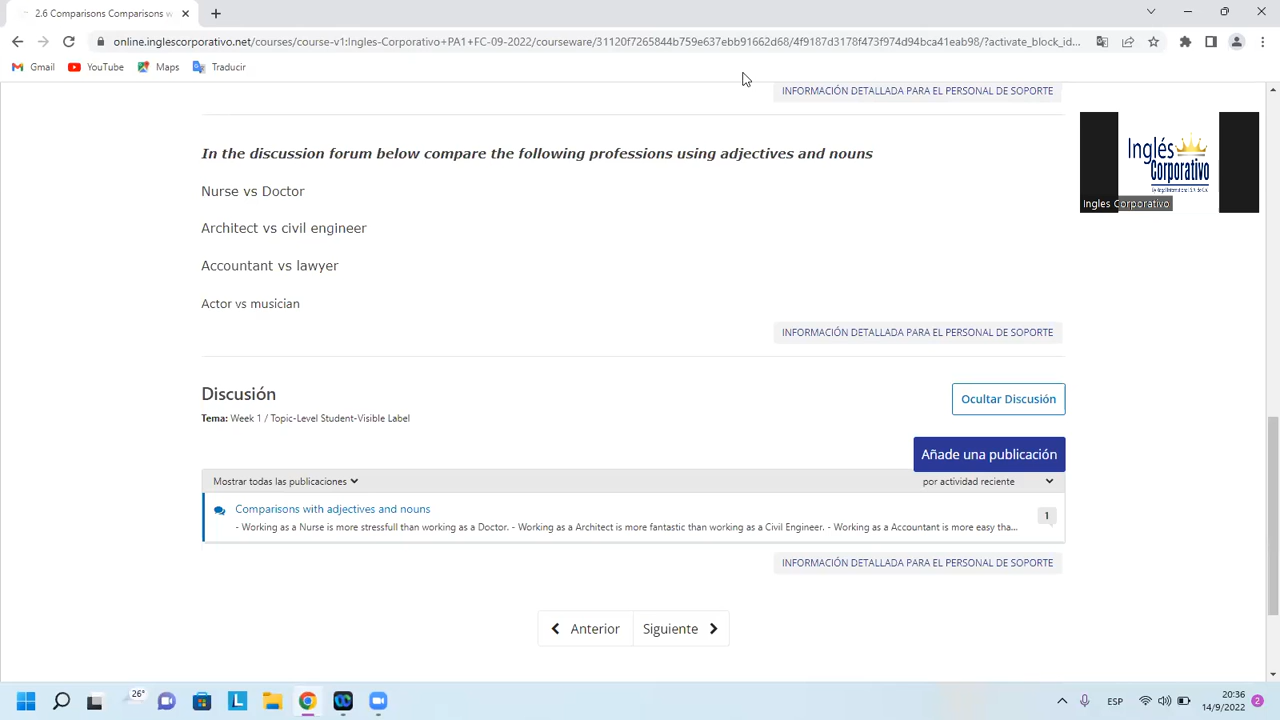 2.6 Comparisons Comparisons w
online.inglescorporativo.net/courses/course-v1:Ingles-Corporativo+PA1+FC-09-2022/courseware/31120f7265844b759e637ebb91662d68/4f9187d3178f473f974d94bca41eab98/?activate_block_id...
Gmail YouTube Maps Traducir
INFORMACIÓN DETALLADA PARA EL PERSONAL DE SOPORTE
In the discussion forum below compare the following professions using adjectives and nouns
Nurse vs Doctor
Architect vs civil engineer
Accountant vs lawyer
Actor vs musician
Inglés
Corporativo
Ingles Corporativo
INFORMACIÓN DETALLADA PARA EL PERSONAL DE SOPORTE
Discusión
Ocultar Discusión
Tema: Week 1 / Topic-Level Student-Visible Label
Añade una publicación
Mostrar todas las publicaciones por actividad reciente
Comparisons with adjectives and nouns
- Working as a Nurse is more stressfull than working as a Doctor. - Working as a Architect is more fantastic than working as a Civil Engineer. - Working as a Accountant is more easy tha...
1
INFORMACIÓN DETALLADA PARA EL PERSONAL DE SOPORTE
Anterior Siguiente
26°
L
ESP
20:36
14/9/2022
2